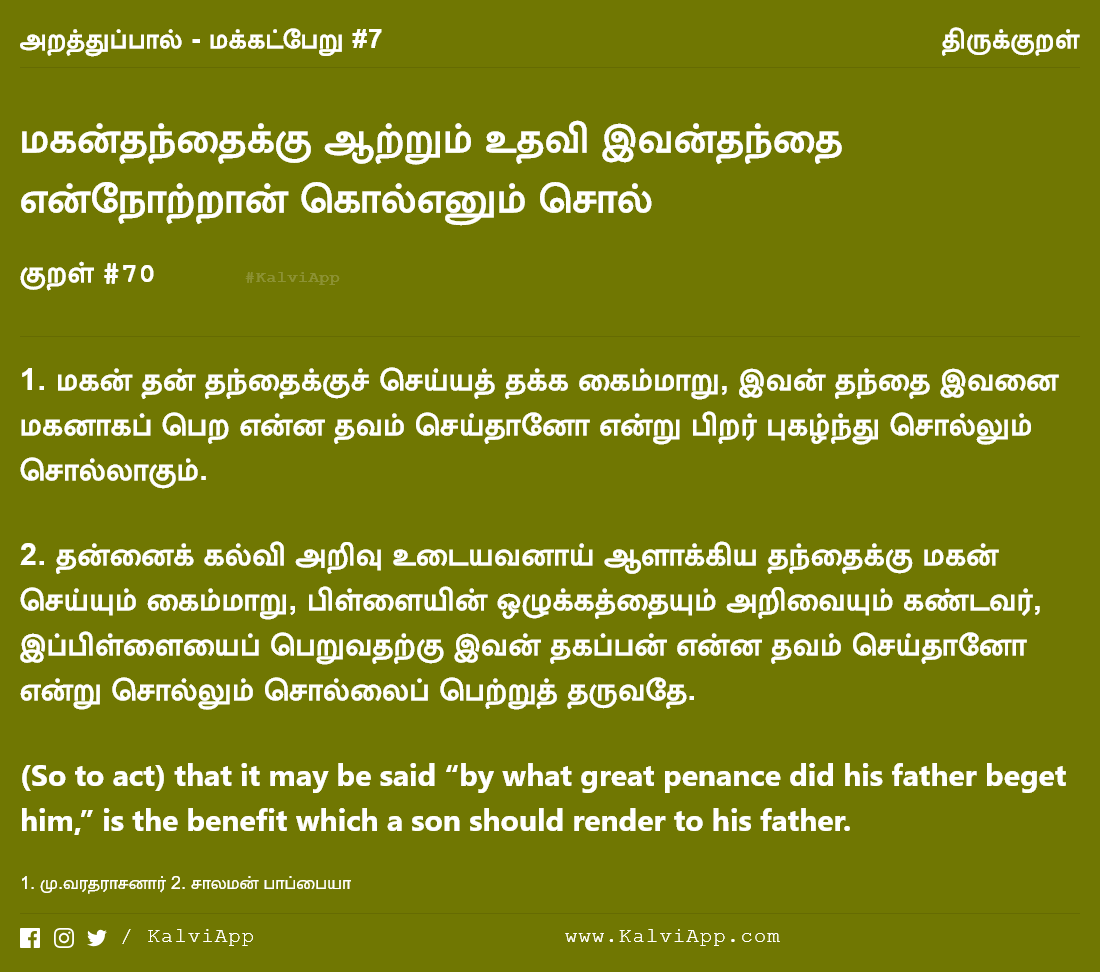 அறத்துப்பால் - மக்கட்பேறு #7
திருக்குறள்
மகன்தந்தைக்கு ஆற்றும் உதவி இவன்தந்தை
என்நோற்றான் கொல்எனும் சொல்
குறள் #70
#KalviApp
1. மகன் தன் தந்தைக்குச் செய்யத் தக்க கைம்மாறு, இவன் தந்தை இவனை
மகனாகப் பெற என்ன தவம் செய்தானோ என்று பிறர் புகழ்ந்து சொல்லும்
சொல்லாகும்.
2. தன்னைக் கல்வி அறிவு உடையவனாய் ஆளாக்கிய தந்தைக்கு மகன்
செய்யும் கைம்மாறு, பிள்ளையின் ஒழுக்கத்தையும் அறிவையும் கண்டவர்,
இப்பிள்ளையைப் பெறுவதற்கு இவன் தகப்பன் என்ன தவம் செய்தானோ
என்று சொல்லும் சொல்லைப் பெற்றுத் தருவதே.
(So to act) that it may be said “by what great penance did his father beget
him,” is the benefit which a son should render to his father.
1. மு.வரதராசனார் 2. சாலமன் பாப்பையா
/ KalviApp
www.KalviApp.com